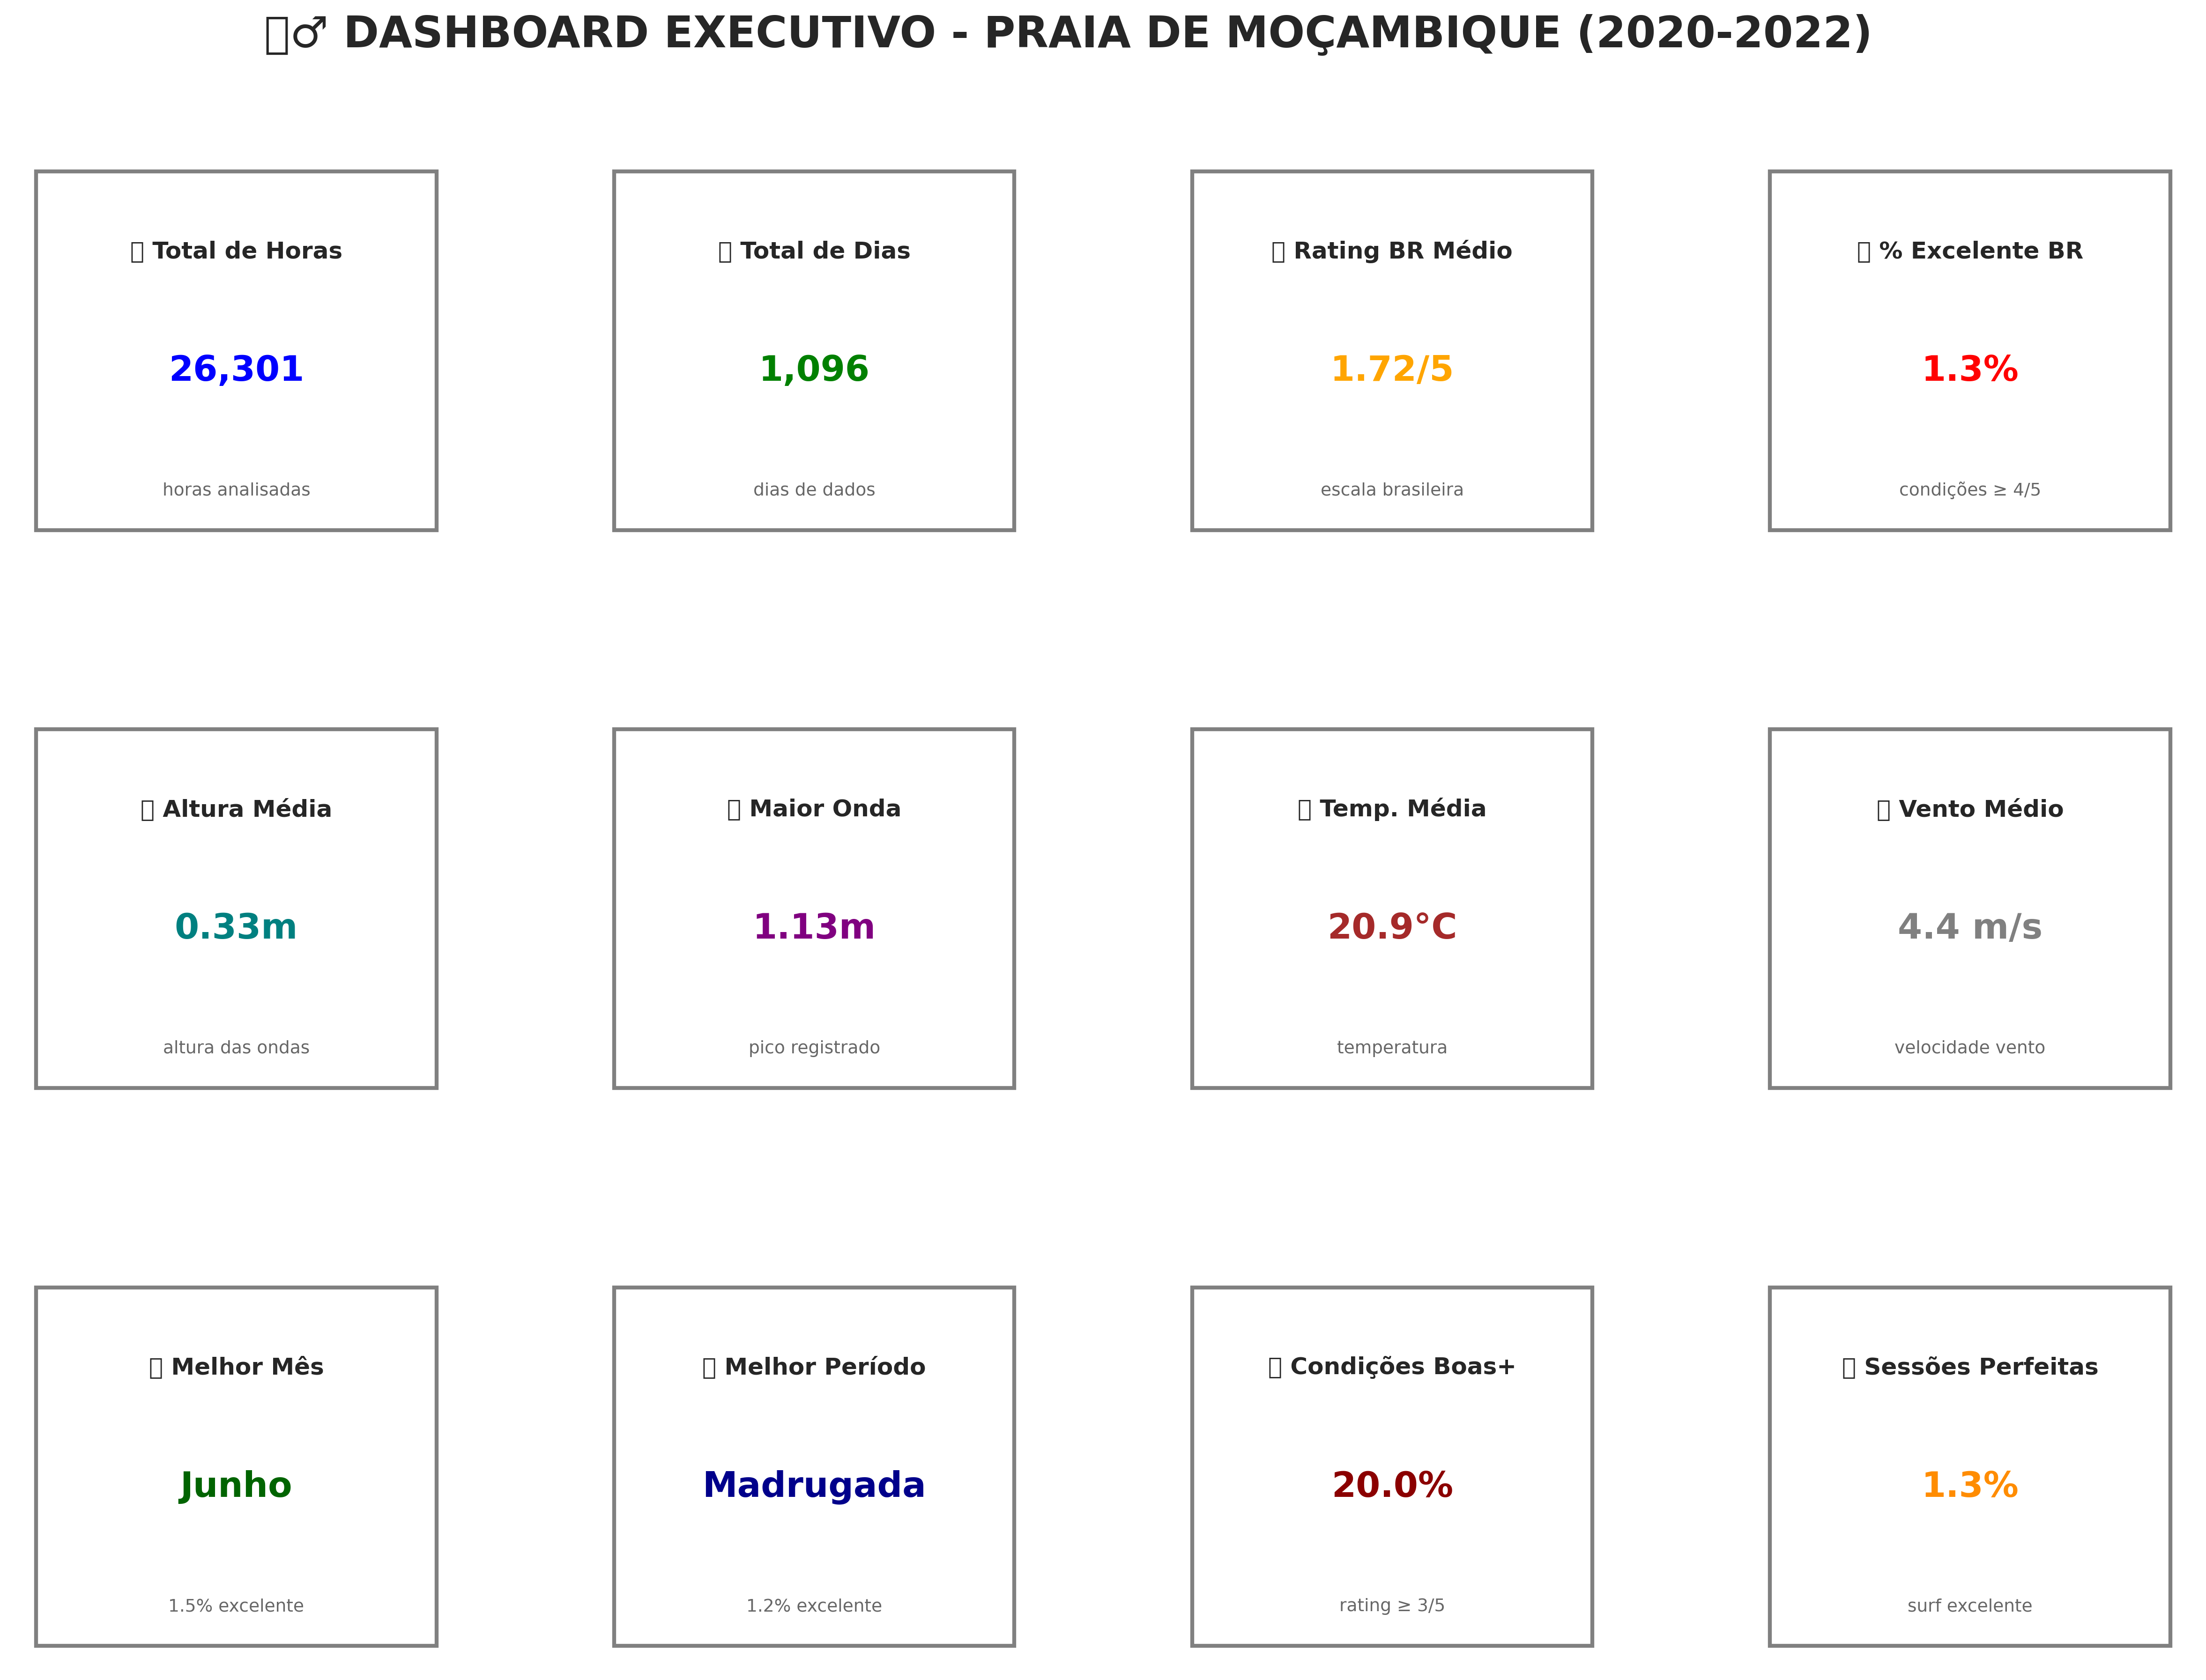 ♂ DASHBOARD EXECUTIVO - PRAIA DE MOÇAMBIQUE (2020-2022)
Total de Horas
26,301
horas analisadas
Total de Dias
1,096
dias de dados
Rating BR Médio
1.72/5
escala brasileira
% Excelente BR
1.3%
condições ≥ 4/5
Altura Média
0.33m
altura das ondas
Maior Onda
1.13m
pico registrado
Temp. Média
20.9°C
temperatura
Vento Médio
4.4 m/s
velocidade vento
Melhor Mês
Junho
1.5% excelente
Melhor Período
Madrugada
1.2% excelente
Condições Boas+
20.0%
rating ≥ 3/5
Sessões Perfeitas
1.3%
surf excelente